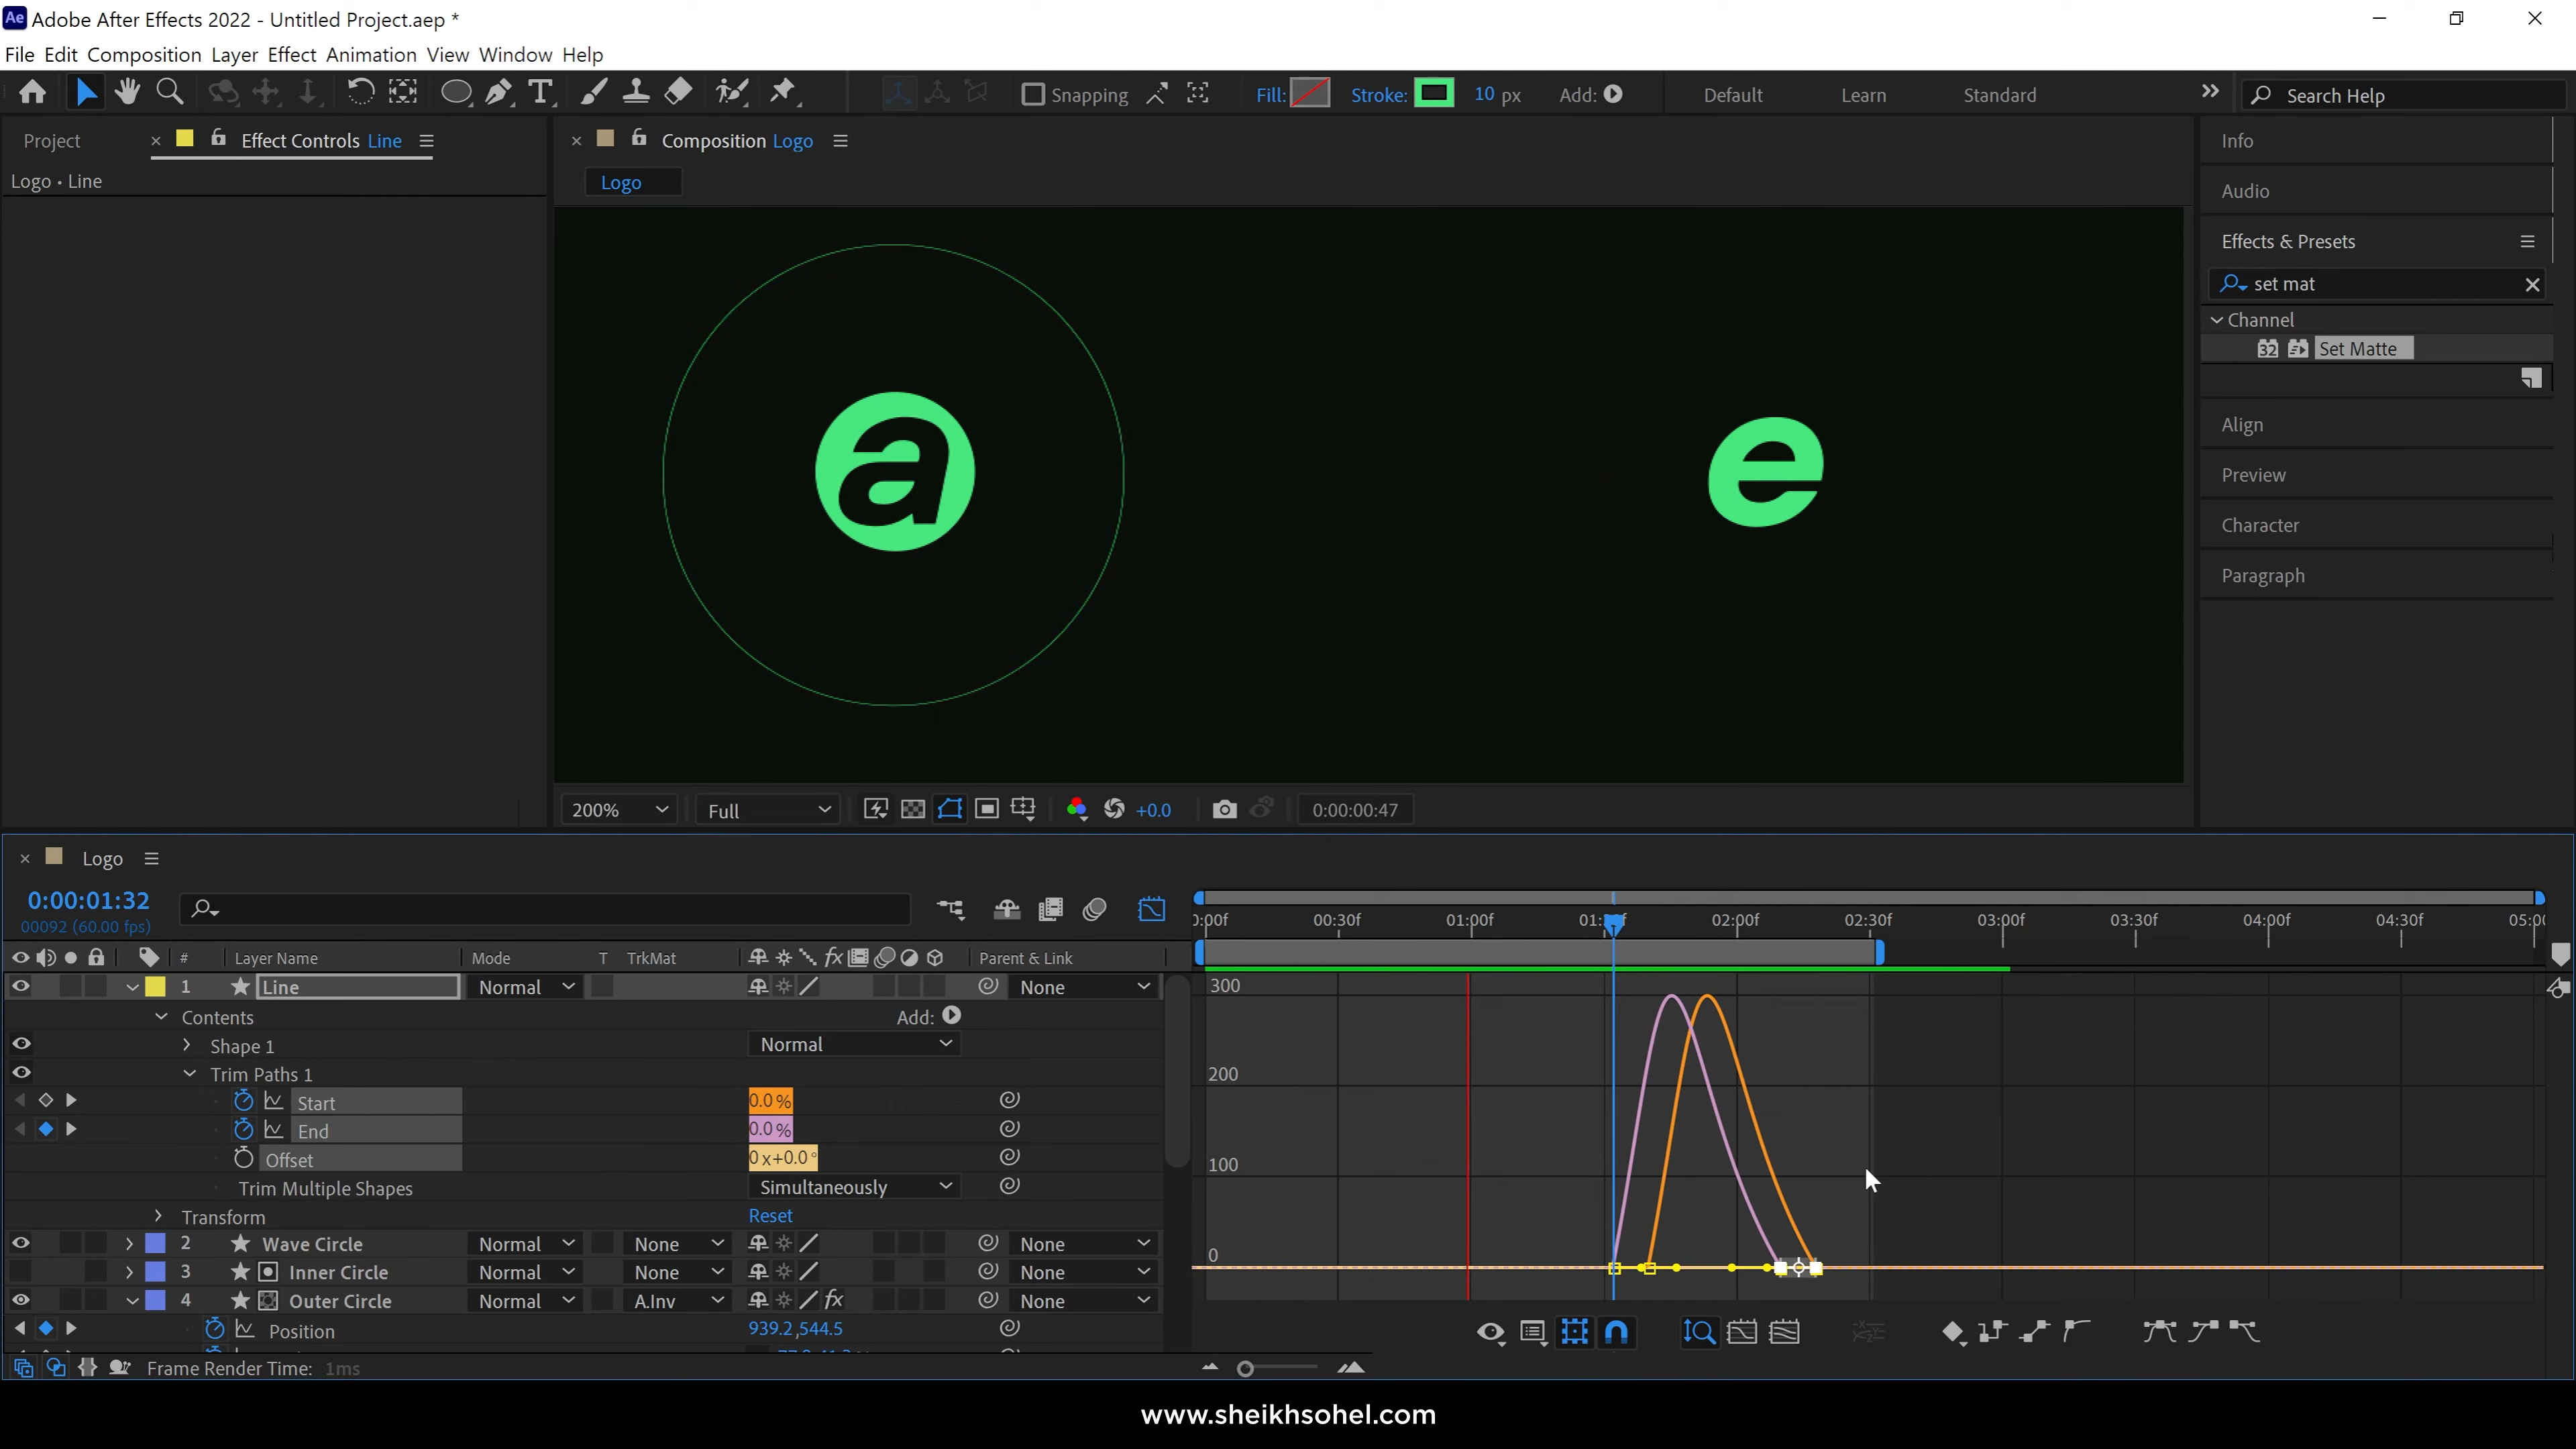 Ae Adobe After Effects 2022 - Untitled Project.aep *
File Edit Composition Layer Effect Animation View Window Help
Snapping Fill: Stroke: 10 px Add: Default Learn Standard Search Help
Project Effect Controls Line Composition Logo Info
Logo • Line Logo
Audio
Effects & Presets
set mat
Channel
32 Set Matte
a e
Align
Preview
Character
Paragraph
200% Full +0.0 0:00:00:47
Logo
0:00:01:32
00092 (60.00 fps)
00:30f 01:00f 02:00f 02:30f 03:00f 03:30f 04:00f 04:30f
# Layer Name Mode T TrkMat fx Parent & Link
1 Line Normal None 300
Contents Add:
Shape 1 Normal
Trim Paths 1 200
Start 0.0 %
End 0.0 %
Offset 0 x+0.0 ° 100
Trim Multiple Shapes Simultaneously
Transform Reset
2 Wave Circle Normal None None 0
3 Inner Circle Normal None None
4 Outer Circle Normal A.Inv fx None
Position 939.2,544.5
Frame Render Time: 1ms
www.sheikhsohel.com